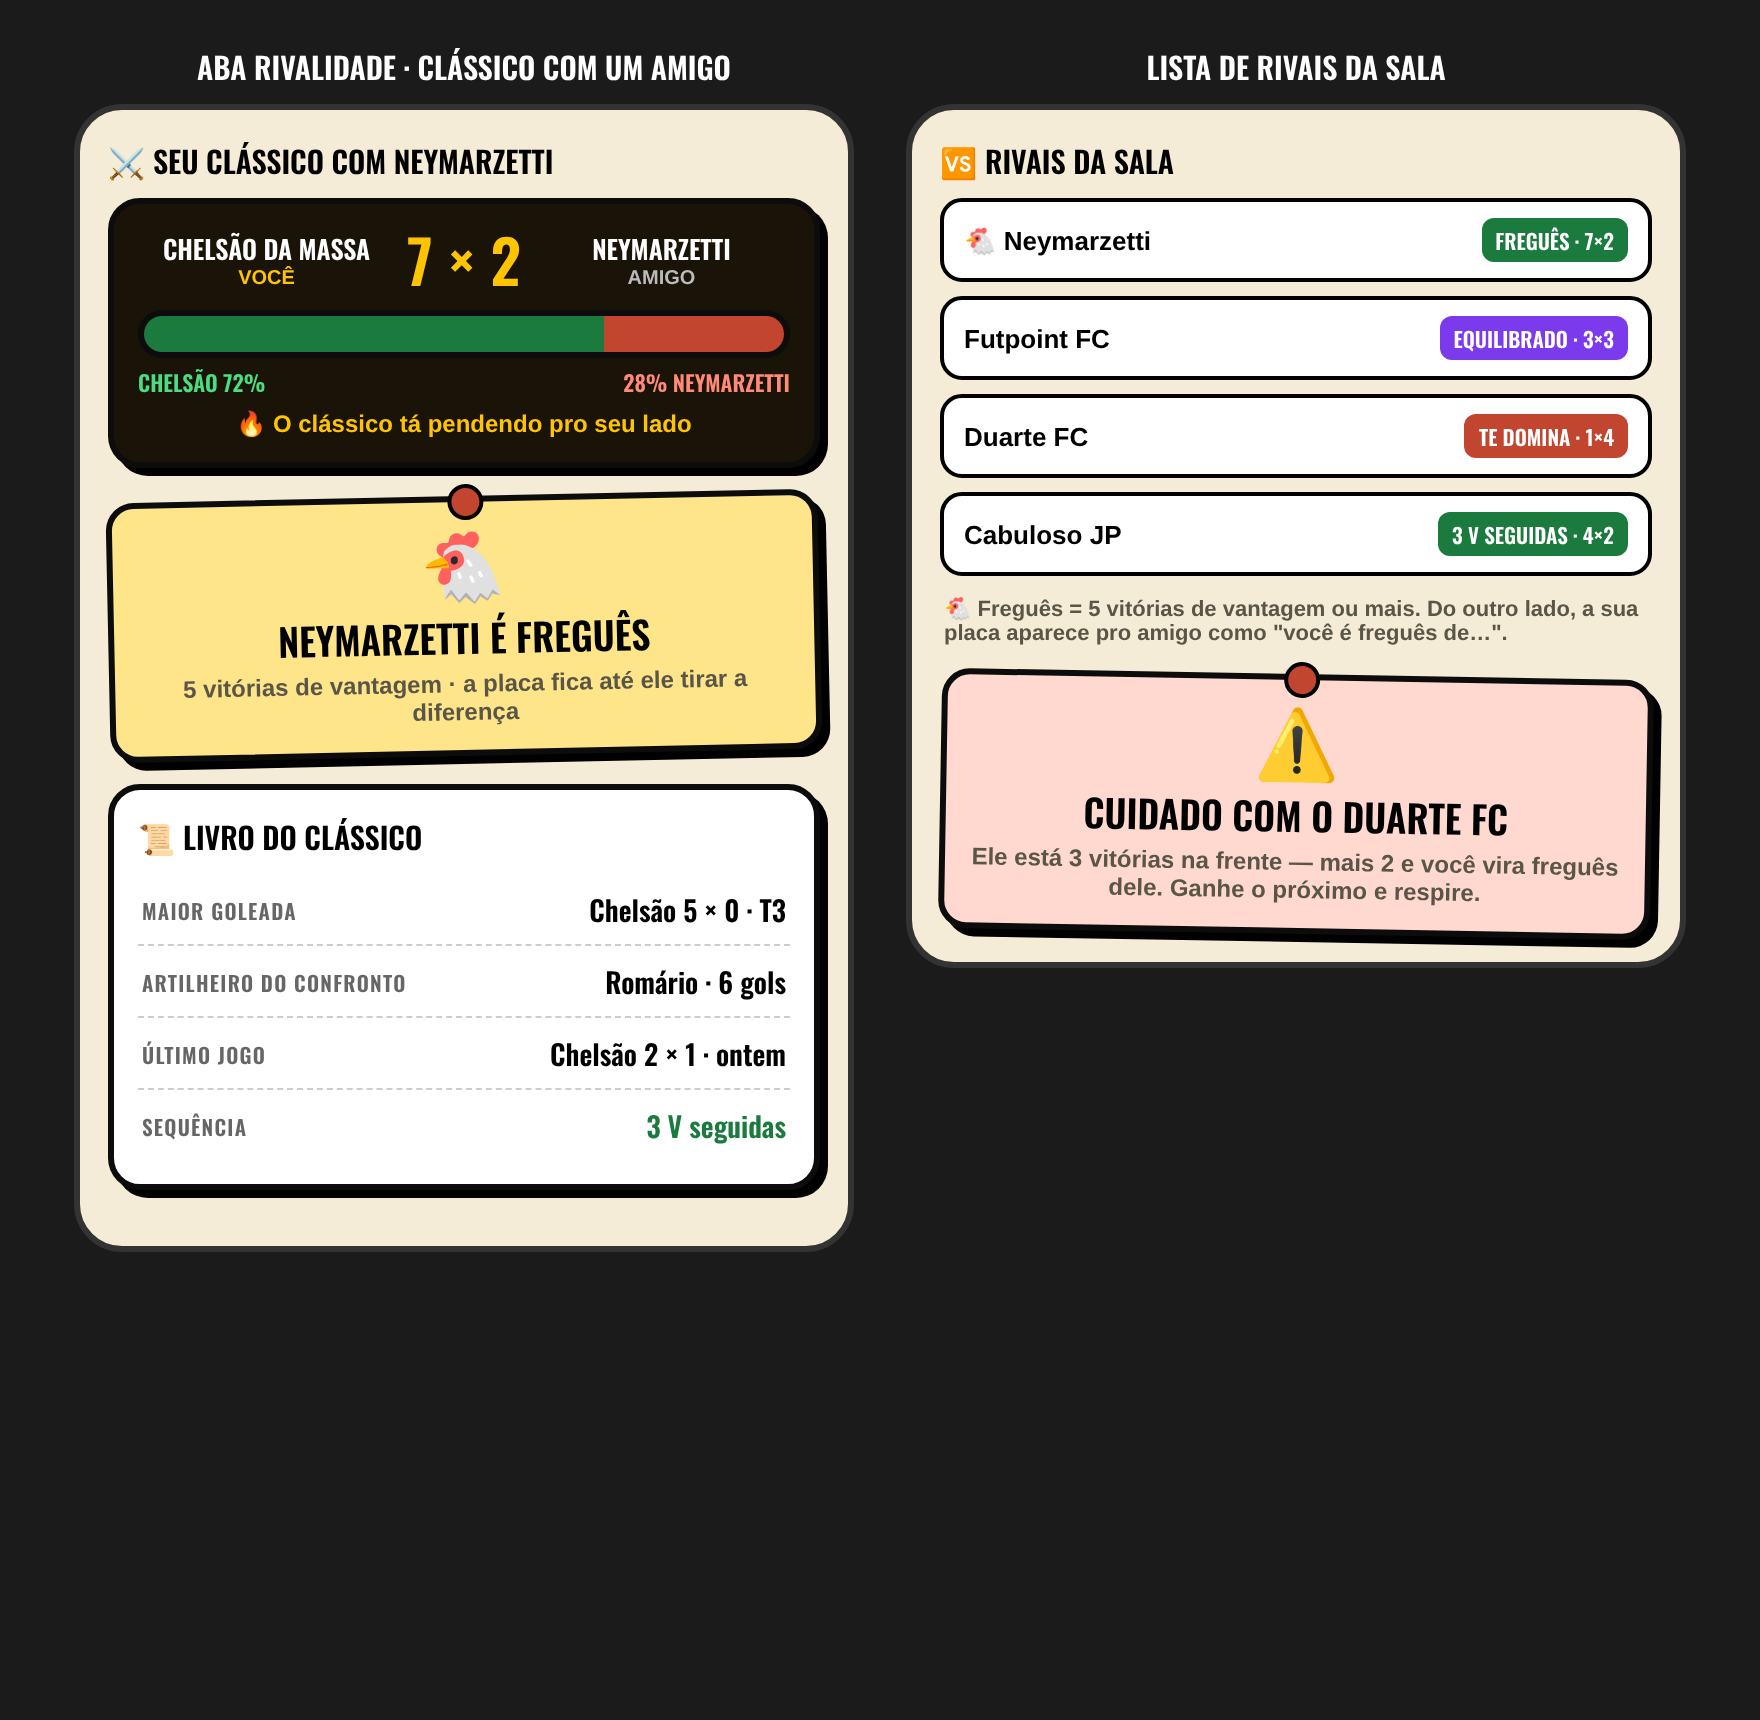 ABA RIVALIDADE · CLÁSSICO COM UM AMIGO
⚔️ SEU CLÁSSICO COM NEYMARZETTI
CHELSÃO DA MASSA
VOCÊ
7 × 2
NEYMARZETTI
AMIGO
CHELSÃO 72%
28% NEYMARZETTI
🔥 O clássico tá pendendo pro seu lado
🐔
NEYMARZETTI É FREGUÊS
5 vitórias de vantagem · a placa fica até ele tirar a
diferença
📜 LIVRO DO CLÁSSICO
MAIOR GOLEADA
Chelsão 5 × 0 · T3
ARTILHEIRO DO CONFRONTO
Romário · 6 gols
ÚLTIMO JOGO
Chelsão 2 × 1 · ontem
SEQUÊNCIA
3 V seguidas
LISTA DE RIVAIS DA SALA
🆚 RIVAIS DA SALA
🐔 Neymarzetti
FREGUÊS · 7×2
Futpoint FC
EQUILIBRADO · 3×3
Duarte FC
TE DOMINA · 1×4
Cabuloso JP
3 V SEGUIDAS · 4×2
🐔 Freguês = 5 vitórias de vantagem ou mais. Do outro lado, a sua
placa aparece pro amigo como "você é freguês de…".
⚠️
CUIDADO COM O DUARTE FC
Ele está 3 vitórias na frente — mais 2 e você vira freguês
dele. Ganhe o próximo e respire.